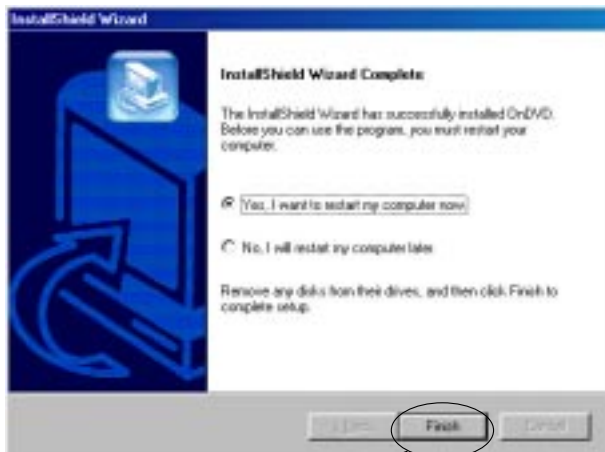 InstallShield Wizard
InstallShield Wizard Complete
The InstallShield Wizard has successfully installed OnDVD.
Before you can use the program, you must restart your
computer.
Yes, I want to restart my computer now.
No, I will restart my computer later.
Remove any disks from their drives, and then click Finish to
complete setup.
Finish
Cancel